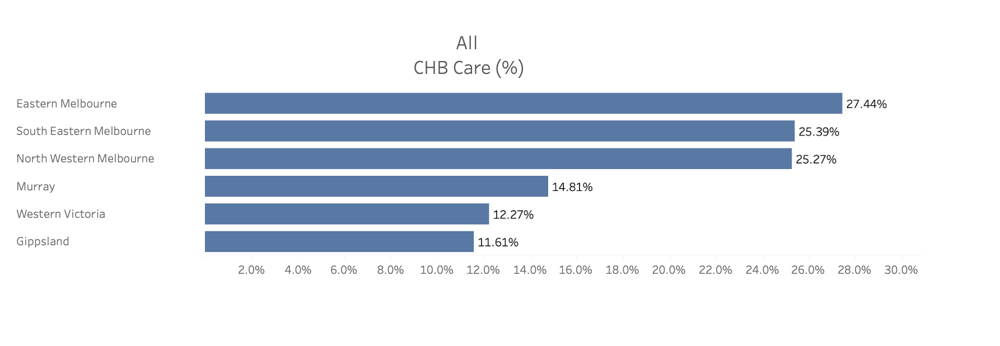 All
CHB Care (%)
Eastern Melbourne 27.44%
South Eastern Melbourne 25.39%
North Western Melbourne 25.27%
Murray 14.81%
Western Victoria 12.27%
Gippsland 11.61%
2.0% 4.0% 6.0% 8.0% 10.0% 12.0% 14.0% 16.0% 18.0% 20.0% 22.0% 24.0% 26.0% 28.0% 30.0%